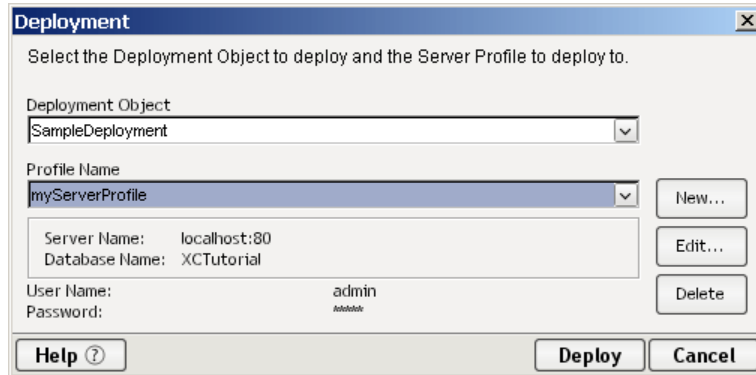 Deployment
Select the Deployment Object to deploy and the Server Profile to deploy to.
Deployment Object
SampleDeployment
Profile Name
myServerProfile
New...
Server Name: localhost:80
Database Name: XCTutorial
Edit...
User Name: admin
Password: *****
Delete
Help ?
Deploy
Cancel